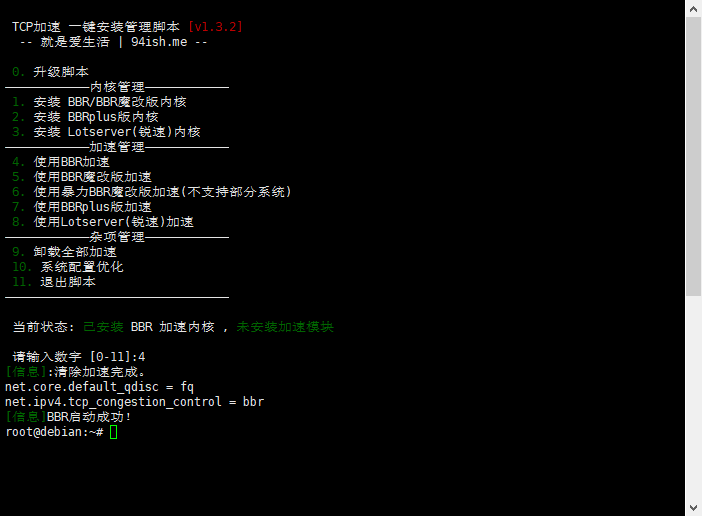 TCP加速 一键安装管理脚本 [v1.3.2]
-- 就是爱生活 | 94ish.me --
0. 升级脚本
————————————内核管理————————————
1. 安装 BBR/BBR魔改版内核
2. 安装 BBRplus版内核
3. 安装 Lotserver(锐速)内核
————————————加速管理————————————
4. 使用BBR加速
5. 使用BBR魔改版加速
6. 使用暴力BBR魔改版加速(不支持部分系统)
7. 使用BBRplus版加速
8. 使用Lotserver(锐速)加速
————————————杂项管理————————————
9. 卸载全部加速
10. 系统配置优化
11. 退出脚本
————————————————————————————————
当前状态: 已安装 BBR 加速内核 , 未安装加速模块
请输入数字 [0-11]:4
[信息]:清除加速完成。
net.core.default_qdisc = fq
net.ipv4.tcp_congestion_control = bbr
[信息]BBR启动成功!
root@debian:~#